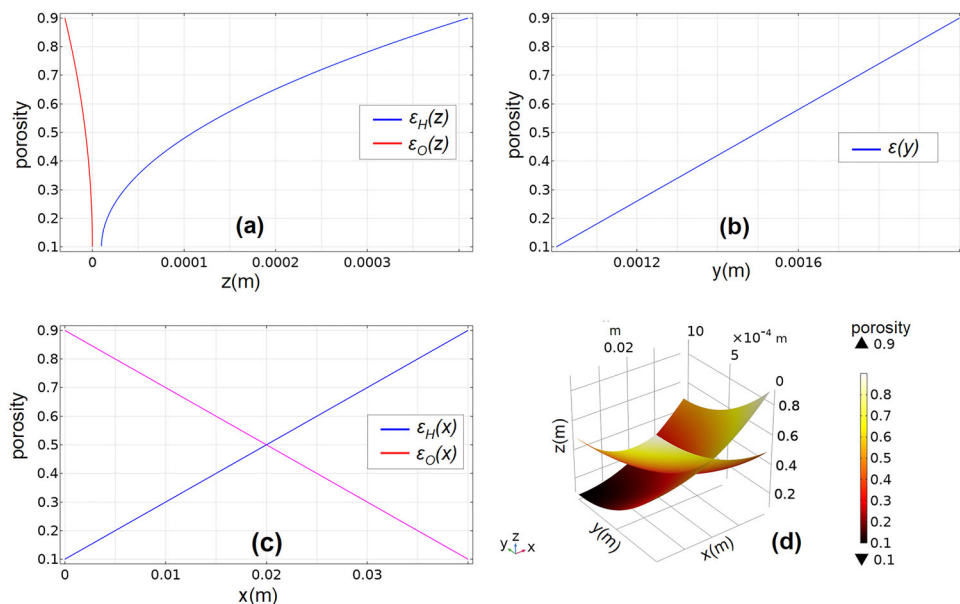 0.9
0.8
0.7
0.6
0.5
0.4
0.3
0.2
0.1
porosity
εH(z)
εO(z)
(a)
0 0.0001 0.0002 0.0003
z(m)
0.9
0.8
0.7
0.6
0.5
0.4
0.3
0.2
0.1
porosity
ε(y)
(b)
0.0012 0.0016
y(m)
0.9
0.8
0.7
0.6
0.5
0.4
0.3
0.2
0.1
porosity
εH(x)
εO(x)
(c)
0 0.01 0.02 0.03
x(m)
m
0.02
10
×10⁻⁴ m
5
0
0.8
0.6
0.4
0.2
z(m)
y(m)
x(m)
y z x
(d)
porosity
▲ 0.9
0.8
0.7
0.6
0.5
0.4
0.3
0.2
0.1
▼ 0.1